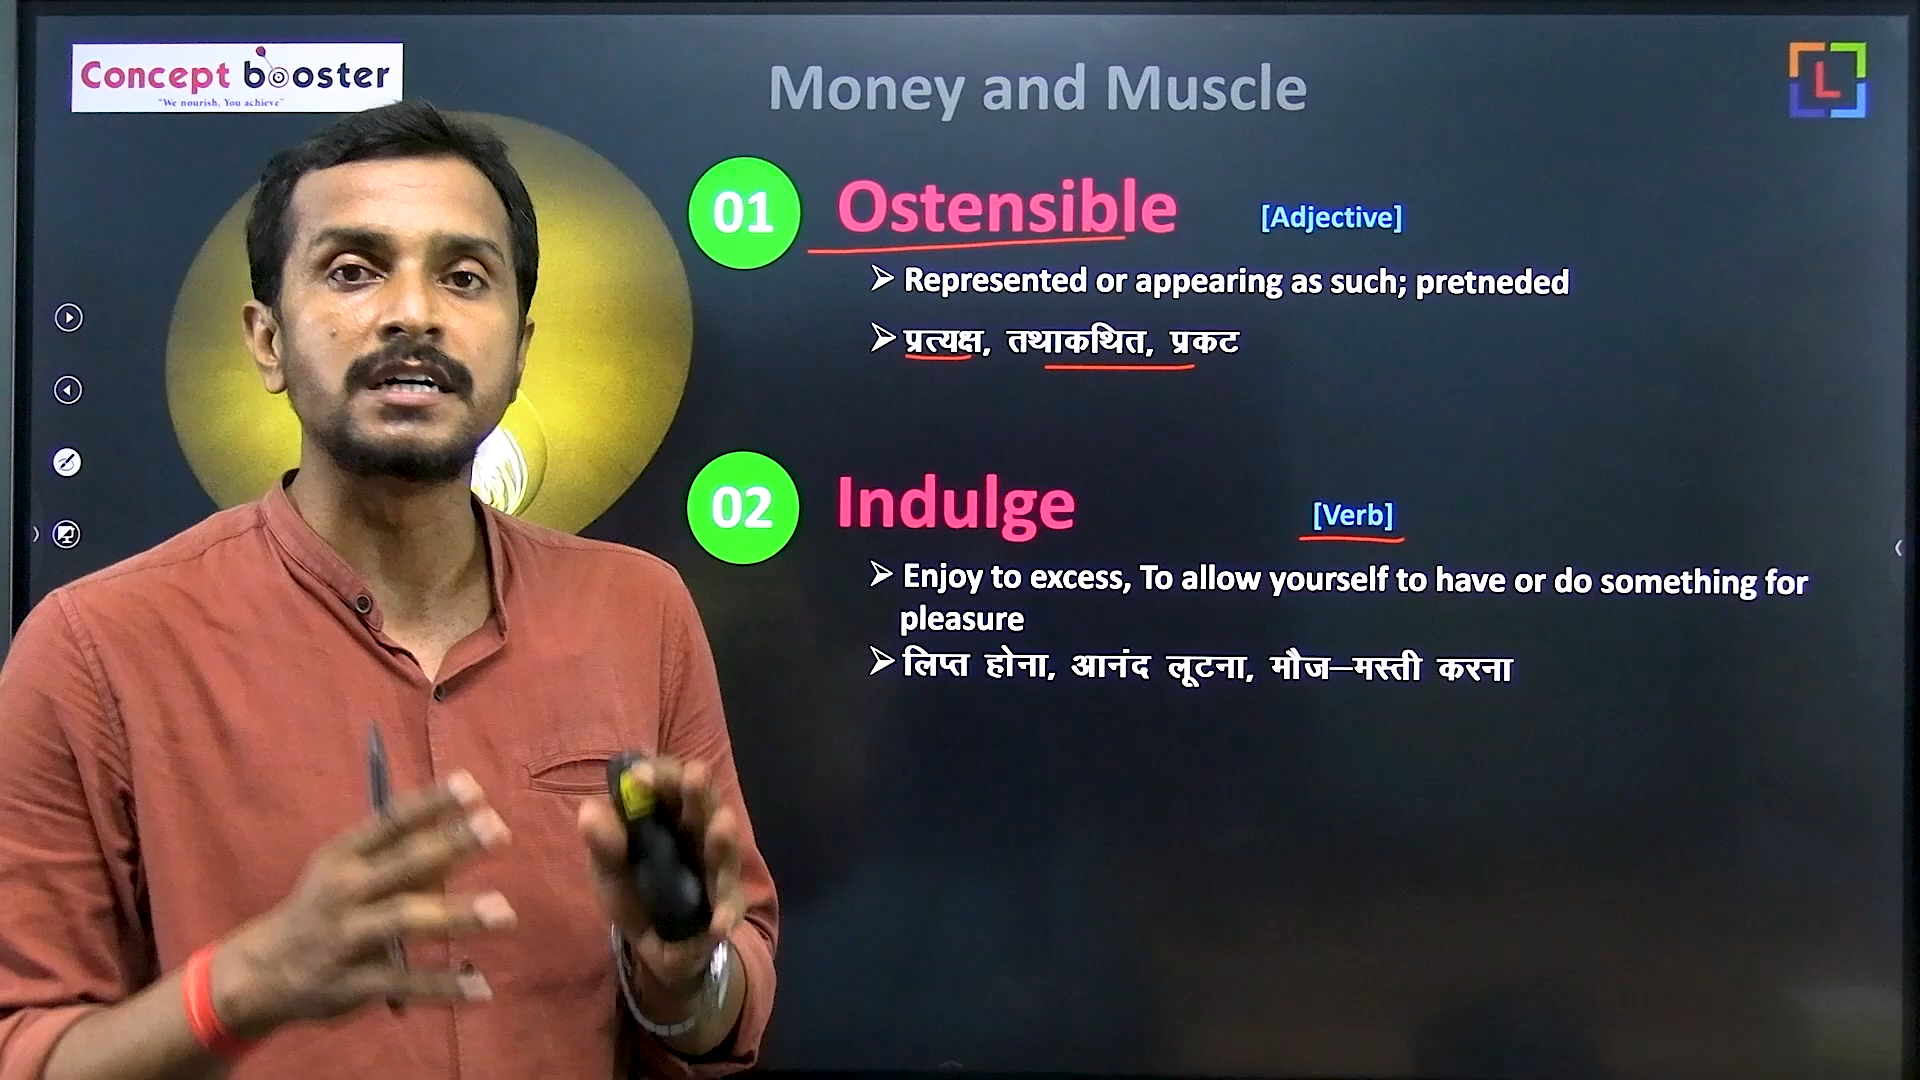 Concept booster
"We nourish, You achieve"
Money and Muscle
L
01
Ostensible [Adjective]
Represented or appearing as such; pretneded
प्रत्यक्ष, तथाकथित, प्रकट
02
Indulge [Verb]
Enjoy to excess, To allow yourself to have or do something for
pleasure
लिप्त होना, आनंद लूटना, मौज–मस्ती करना